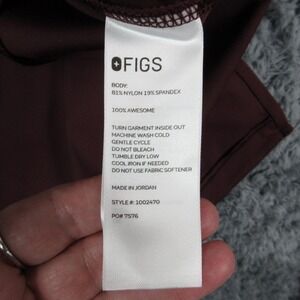 FIGS
BODY:
81% NYLON 19% SPANDEX
100% AWESOME
TURN GARMENT INSIDE OUT
MACHINE WASH COLD
GENTLE CYCLE
DO NOT BLEACH
TUMBLE DRY LOW
COOL IRON IF NEEDED
DO NOT USE FABRIC SOFTENER
MADE IN JORDAN
STYLE #: 1002470
PO# 7576